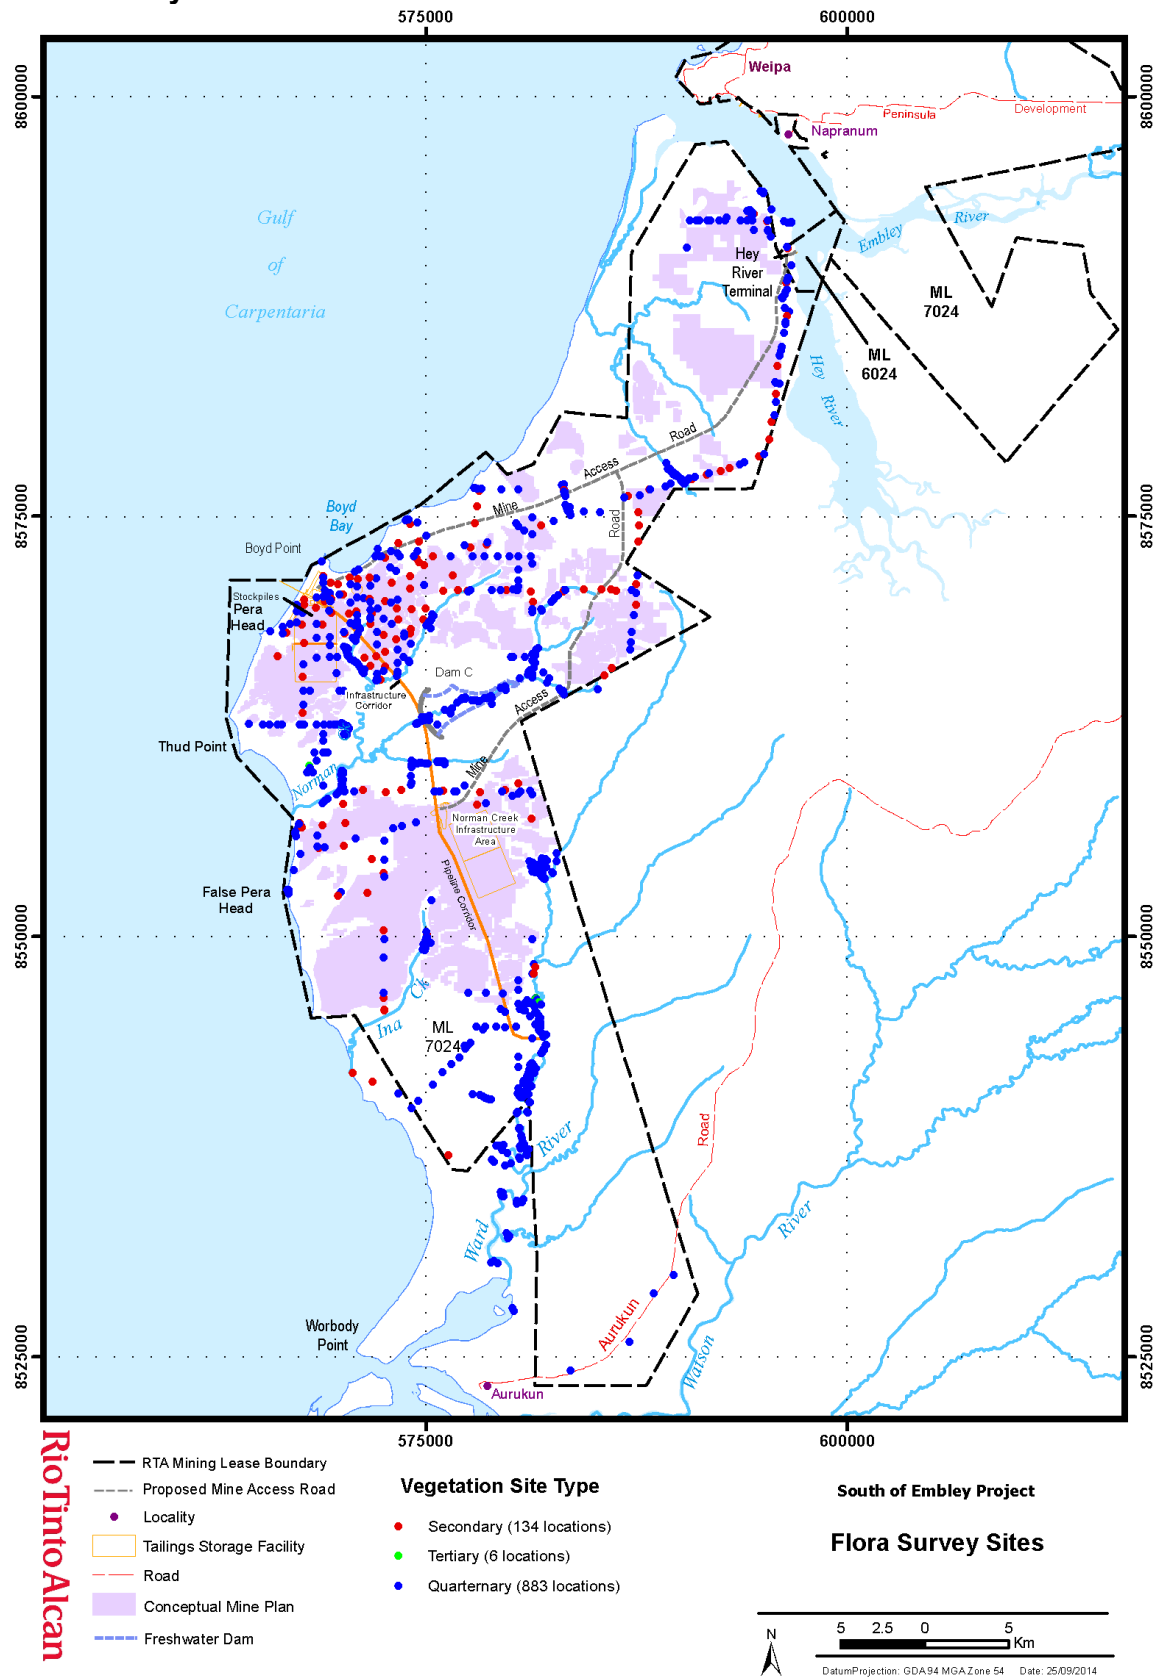 575000
600000
8600000
8600000
Weipa
Peninsula
Development
Napranum
Gulf
of
Carpentaria
Embley
River
Hey
River
Terminal
ML
7024
ML
6024
Hey
River
Road
Access
Mine
Road
Boyd
Bay
Boyd Point
8575000
8575000
Stockpiles
Pera
Head
Dam C
Infrastructure
Corridor
Access
Mine
Thud Point
Norman
Norman Creek
Infrastructure
Area
Pipeline Corridor
False Pera
Head
8550000
8550000
Ina
Ck
ML
7024
River
Ward
Road
River
Worbody
Point
Aurukun
Watson
8525000
8525000
Aurukun
575000
600000
RioTintoAlcan
RTA Mining Lease Boundary
Proposed Mine Access Road
Locality
Tailings Storage Facility
Road
Conceptual Mine Plan
Freshwater Dam
Vegetation Site Type
Secondary (134 locations)
Tertiary (6 locations)
Quarternary (883 locations)
South of Embley Project
Flora Survey Sites
N
5 2.5 0 5
Km
Datum/Projection: GDA94 MGA Zone 54 Date: 25/09/2014